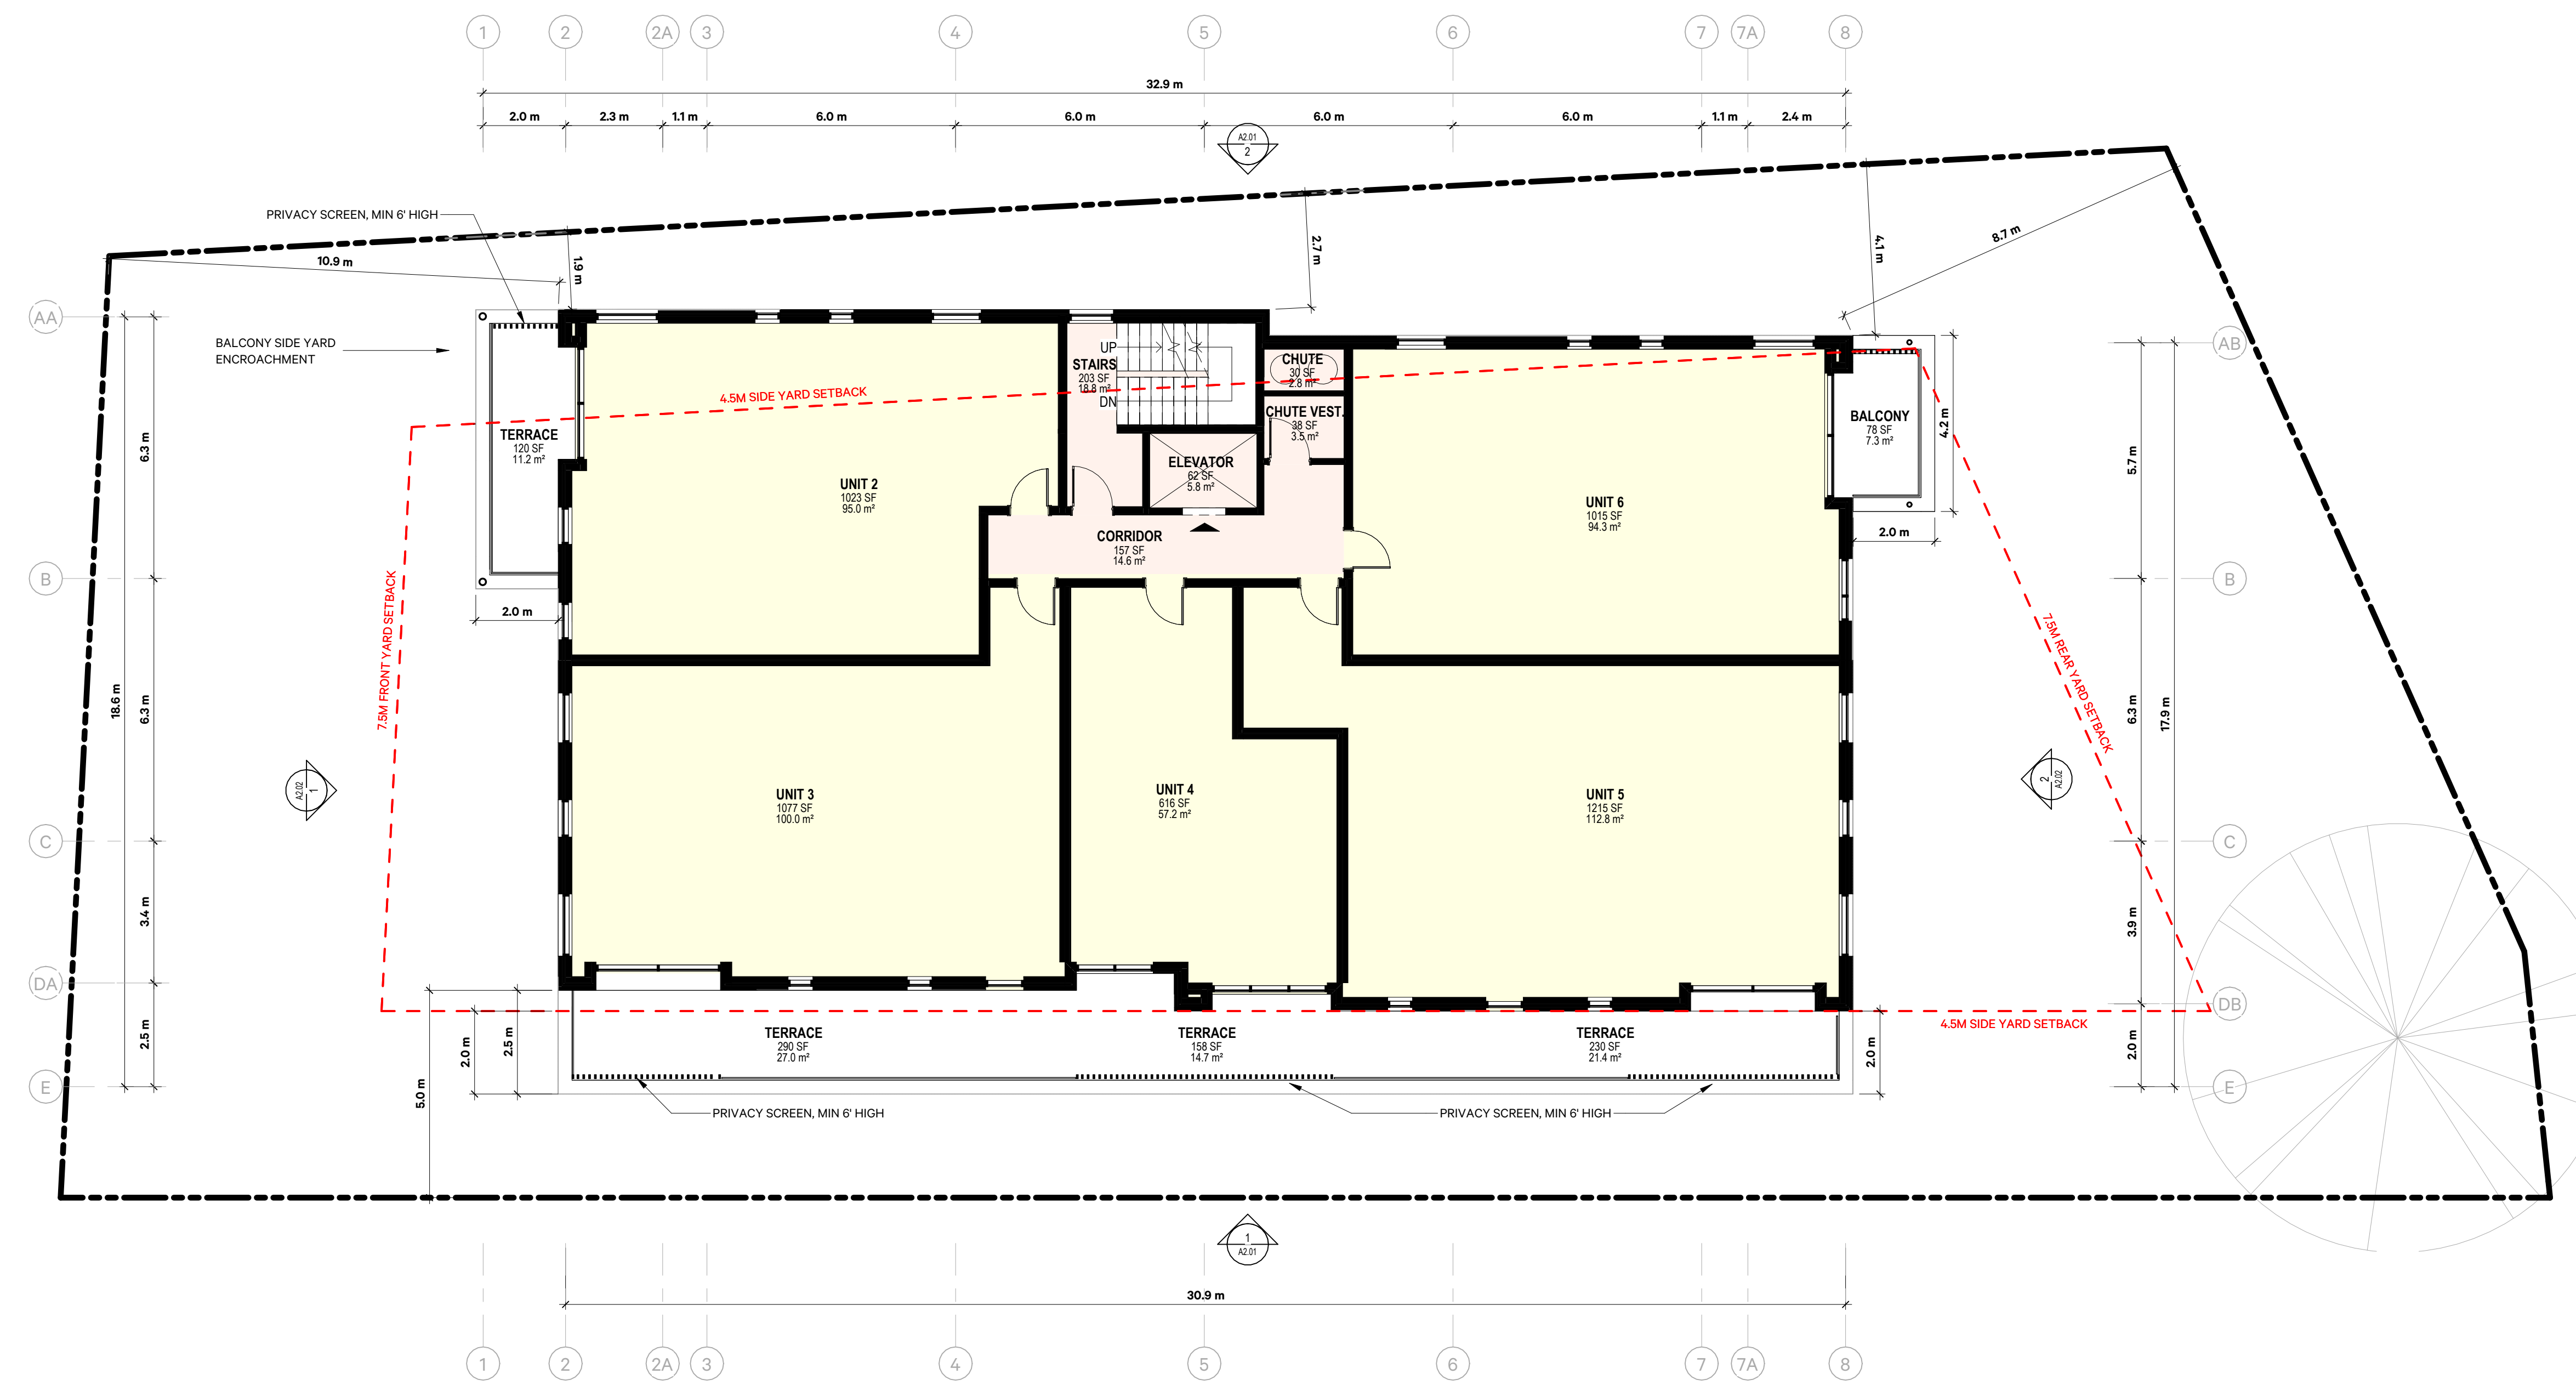 1 2 2A 3 4 5 6 7 7A 8
32.9 m
2.0 m 2.3 m 1.1 m 6.0 m 6.0 m 6.0 m 6.0 m 1.1 m 2.4 m
A2.01
2
PRIVACY SCREEN, MIN 6' HIGH
10.9 m
1.9 m
2.7 m
4.1 m
8.7 m
AA
AB
BALCONY SIDE YARD
ENCROACHMENT
UP
STAIRS
203 SF
18.8 m²
DN
CHUTE
30 SF
2.8 m²
CHUTE VEST.
38 SF
3.5 m²
4.5M SIDE YARD SETBACK
TERRACE
120 SF
11.2 m²
BALCONY
78 SF
7.3 m²
4.2 m
6.3 m
5.7 m
ELEVATOR
62 SF
5.8 m²
UNIT 2
1023 SF
95.0 m²
UNIT 6
1015 SF
94.3 m²
CORRIDOR
157 SF
14.6 m²
2.0 m
B
B
2.0 m
7.5M FRONT YARD SETBACK
7.5M REAR YARD SETBACK
18.6 m
6.3 m
6.3 m
17.9 m
A2.02
1
2
A2.02
UNIT 3
1077 SF
100.0 m²
UNIT 4
616 SF
57.2 m²
UNIT 5
1215 SF
112.8 m²
C
C
3.4 m
3.9 m
DA
DB
4.5M SIDE YARD SETBACK
2.5 m
2.0 m
2.5 m
TERRACE
290 SF
27.0 m²
TERRACE
158 SF
14.7 m²
TERRACE
230 SF
21.4 m²
2.0 m
2.0 m
E
E
5.0 m
PRIVACY SCREEN, MIN 6' HIGH
PRIVACY SCREEN, MIN 6' HIGH
1
A2.01
30.9 m
1 2 2A 3 4 5 6 7 7A 8